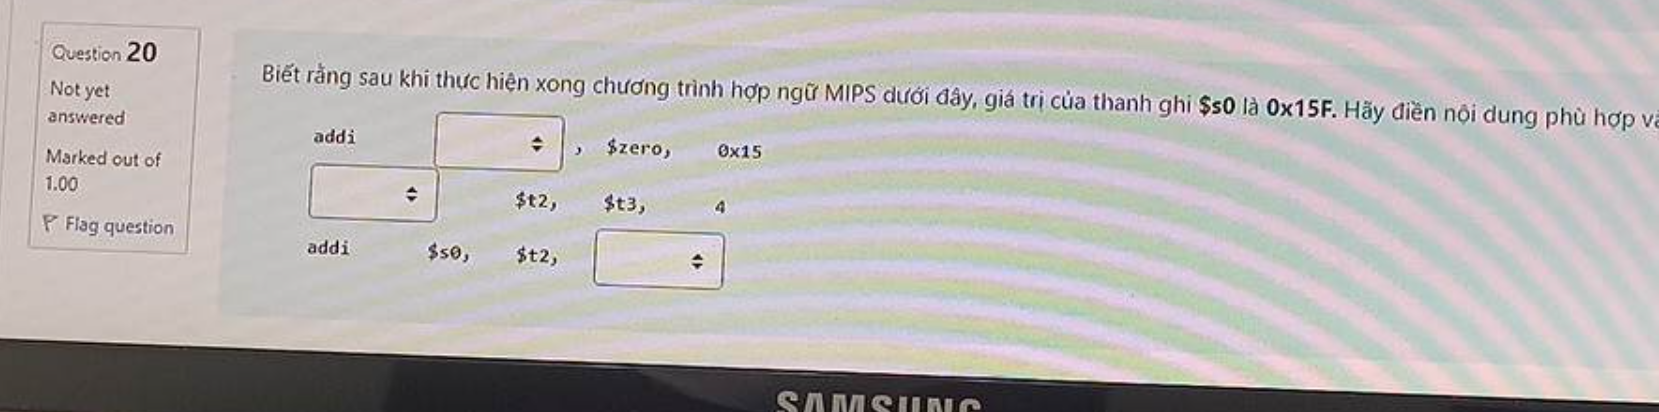 Question 20
Not yet
answered
Marked out of
1.00
Flag question
Biết rằng sau khi thực hiện xong chương trình hợp ngữ MIPS dưới đây, giá trị của thanh ghi $s0 là 0x15F. Hãy điền nội dung phù hợp
addi , $zero, 0x15
$t2, $t3, 4
addi $s0, $t2,
SAMSUNG